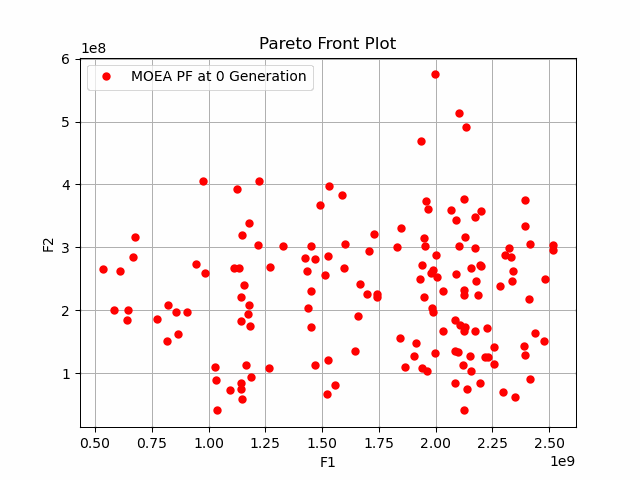 Pareto Front Plot
1e8
6
MOEA PF at 0 Generation
5
4
3
2
1
F2
0.50 0.75 1.00 1.25 1.50 1.75 2.00 2.25 2.50
1e9
F1